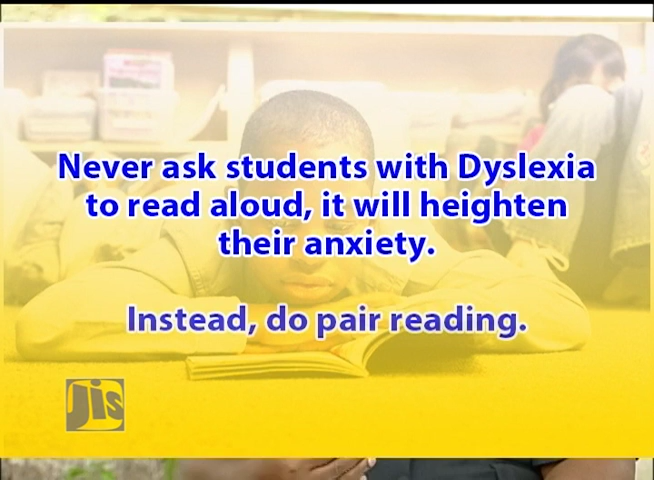 Never ask students with Dyslexia
to read aloud, it will heighten
their anxiety.
Instead, do pair reading.
Jis